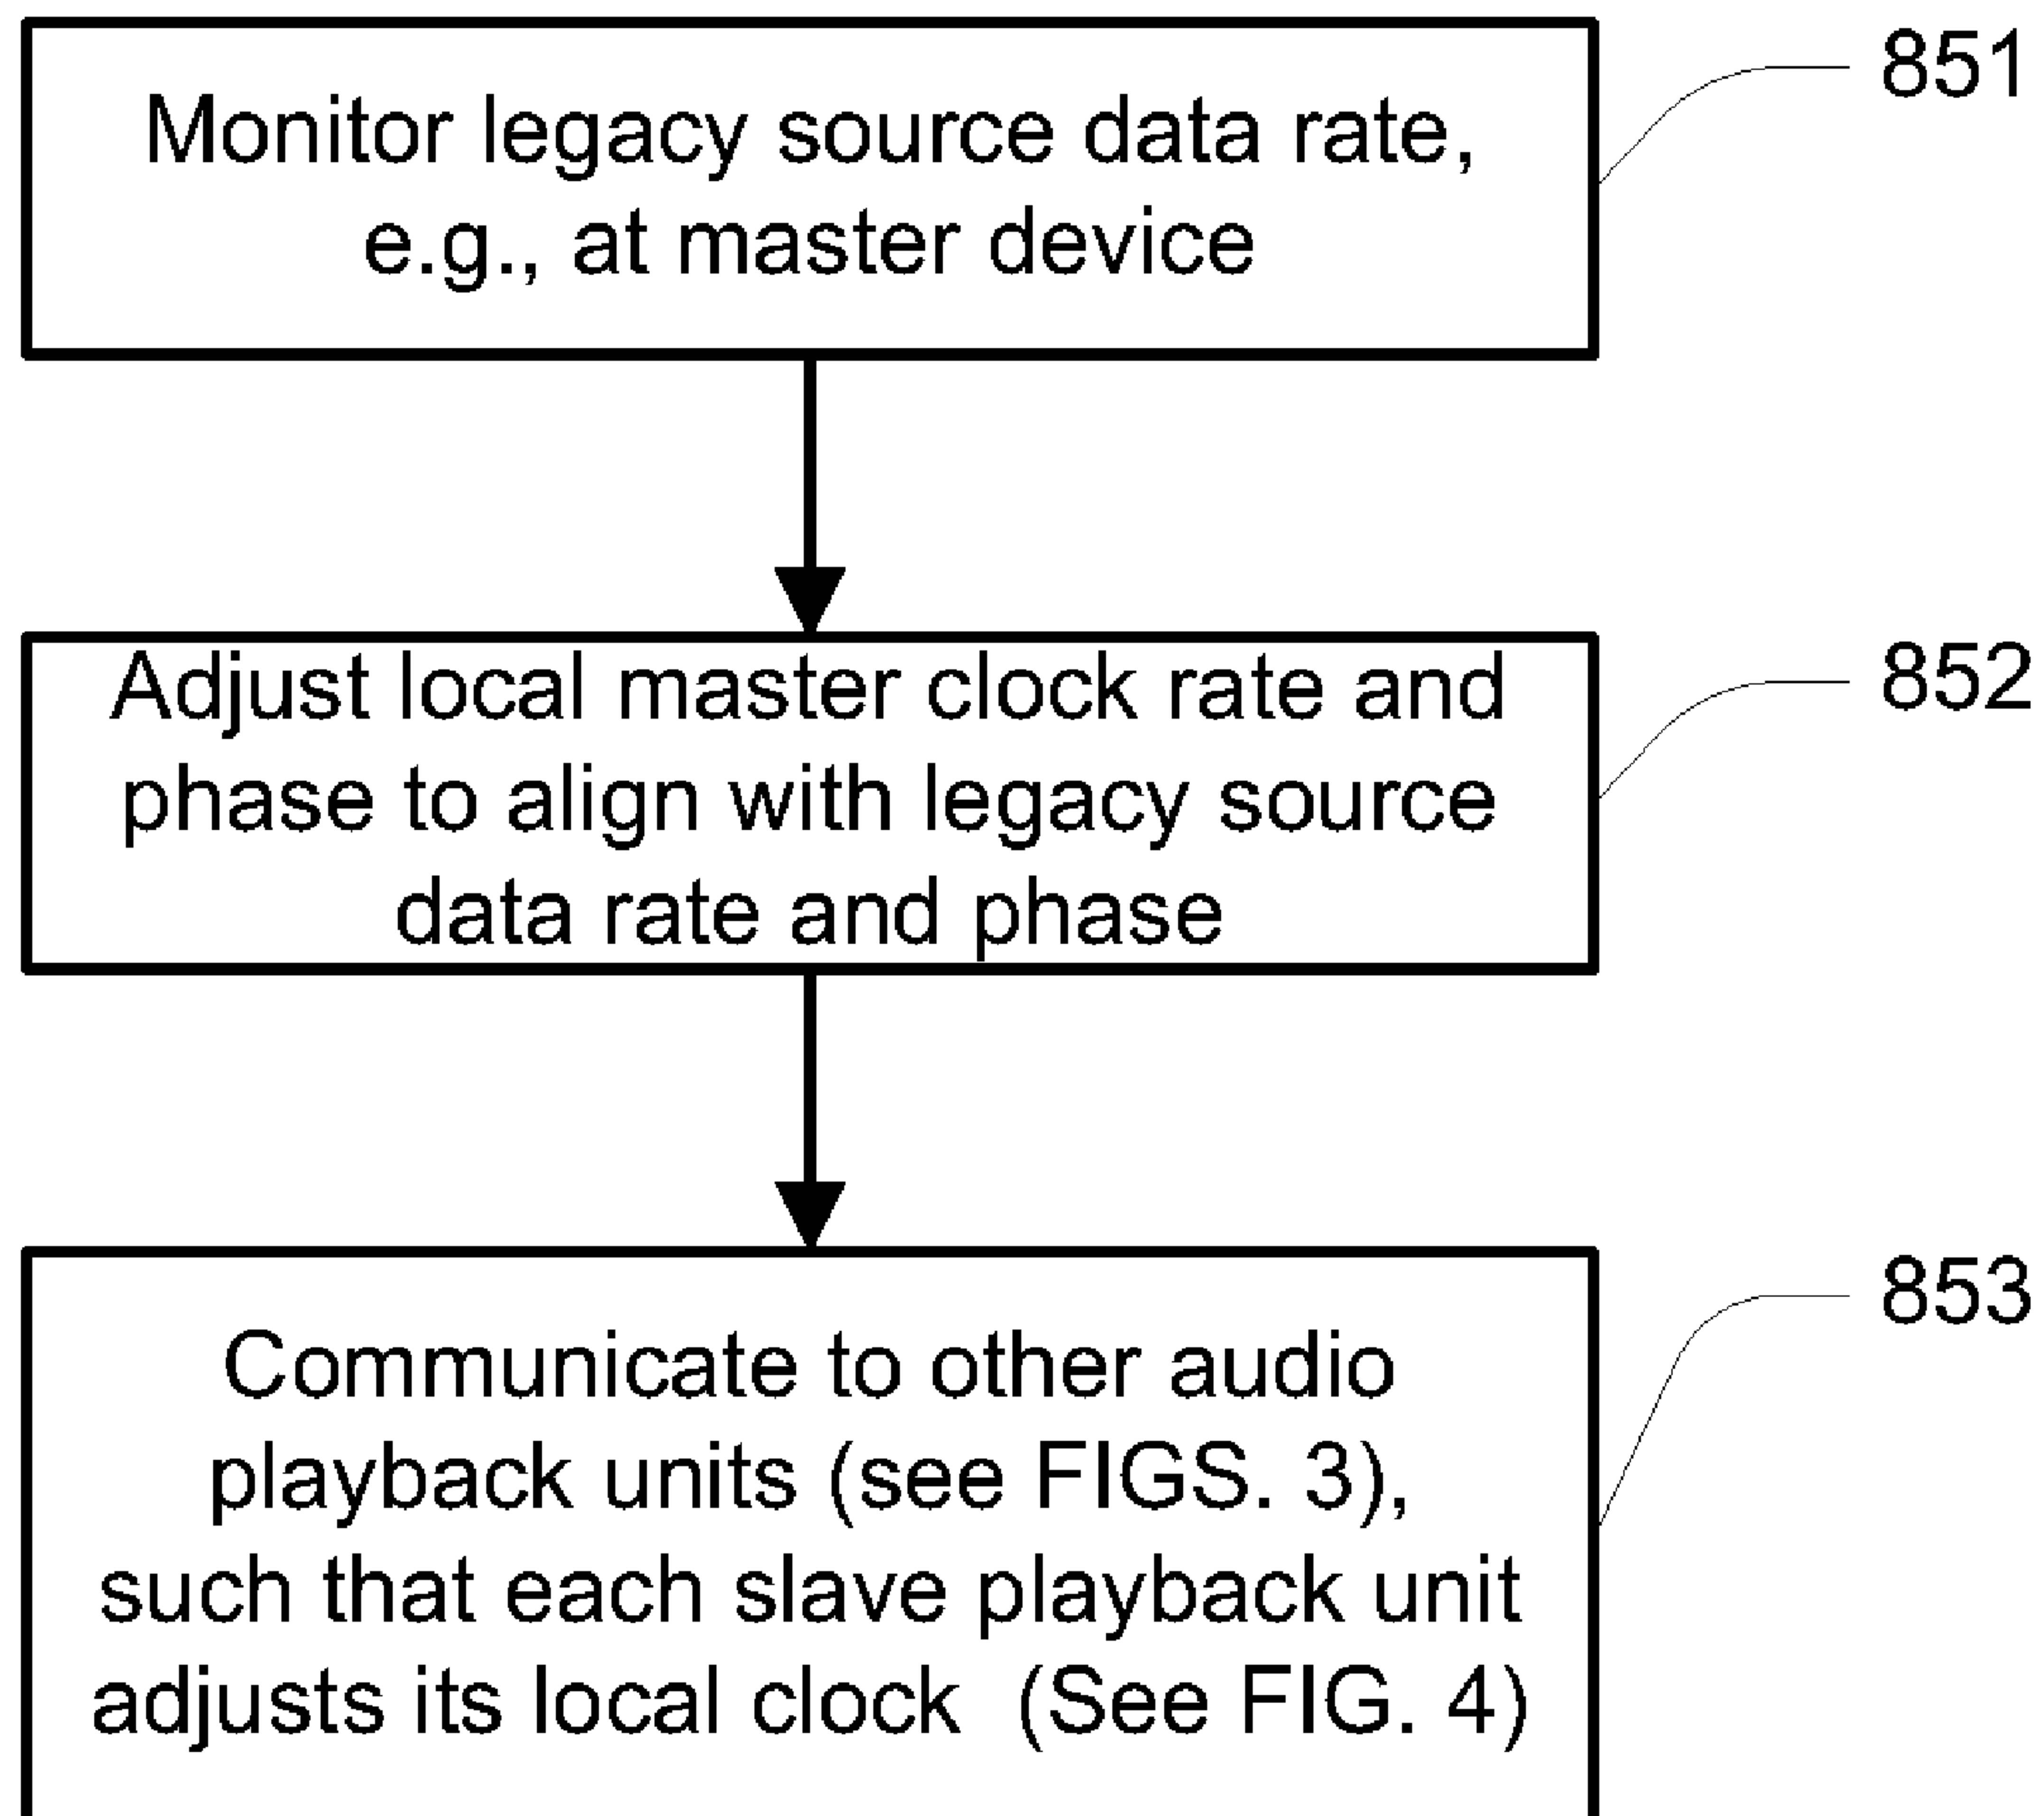 Monitor legacy source data rate,
e.g., at master device
851
Adjust local master clock rate and
phase to align with legacy source
data rate and phase
852
Communicate to other audio
playback units (see FIGS. 3),
such that each slave playback unit
adjusts its local clock (See FIG. 4)
853